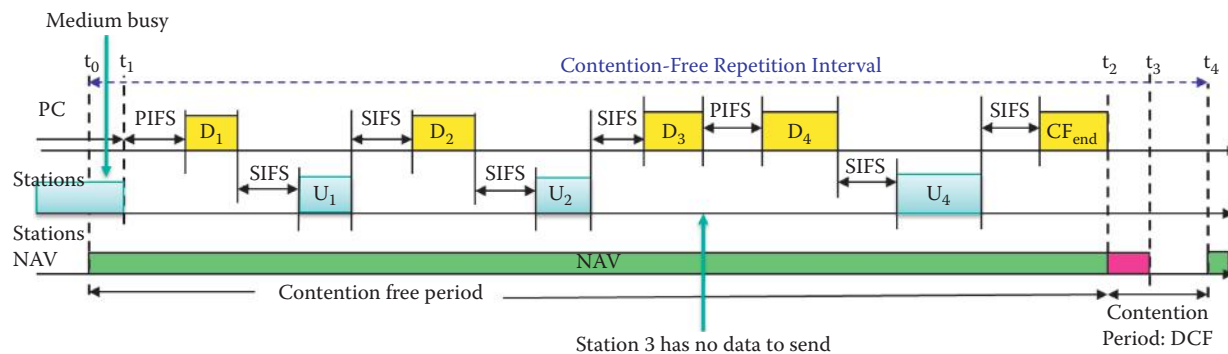 Medium busy
t0 t1 Contention-Free Repetition Interval t2 t3 t4
PC PIFS D1 SIFS D2 SIFS D3 PIFS D4 SIFS CFend
Stations SIFS U1 SIFS U2 SIFS U4
Stations
NAV NAV
Contention free period Contention
Period: DCF
Station 3 has no data to send